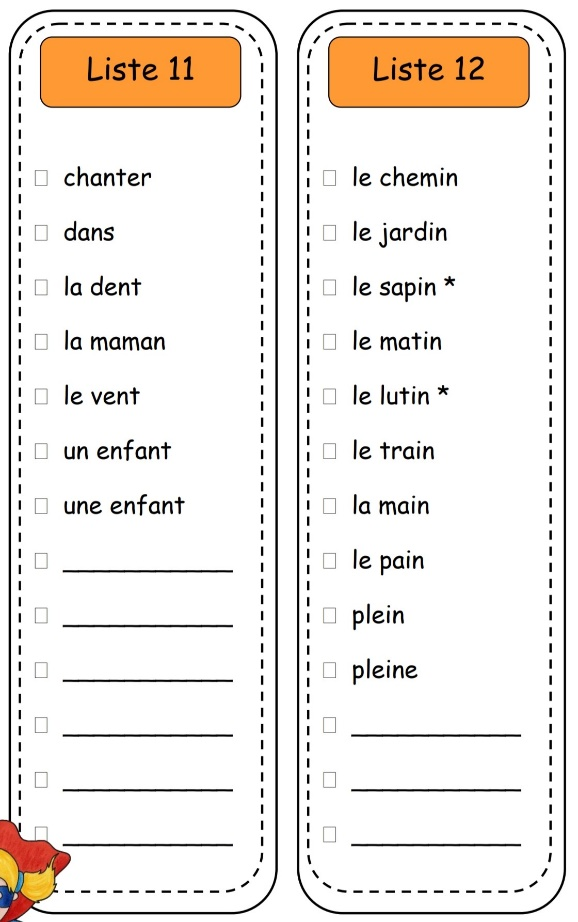 Liste 11
chanter
dans
la dent
la maman
le vent
un enfant
une enfant
Liste 12
le chemin
le jardin
le sapin *
le matin
le lutin *
le train
la main
le pain
plein
pleine